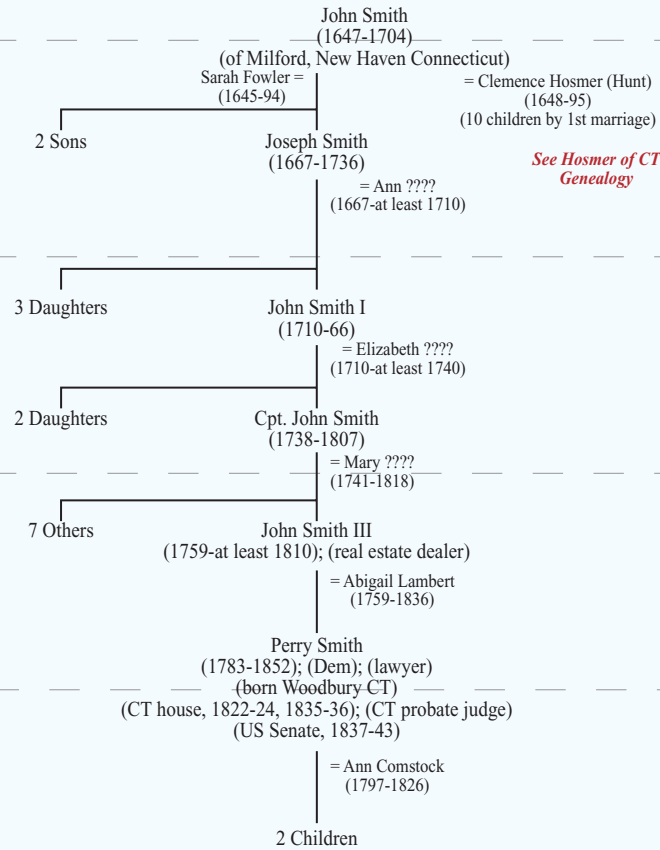 John Smith
(1647-1704)
(of Milford, New Haven Connecticut)
Sarah Fowler =
(1645-94)
= Clemence Hosmer (Hunt)
(1648-95)
(10 children by 1st marriage)
2 Sons
Joseph Smith
(1667-1736)
See Hosmer of CT
Genealogy
= Ann ????
(1667-at least 1710)
3 Daughters
John Smith I
(1710-66)
= Elizabeth ????
(1710-at least 1740)
2 Daughters
Cpt. John Smith
(1738-1807)
= Mary ????
(1741-1818)
7 Others
John Smith III
(1759-at least 1810); (real estate dealer)
= Abigail Lambert
(1759-1836)
Perry Smith
(1783-1852); (Dem); (lawyer)
(born Woodbury CT)
(CT house, 1822-24, 1835-36); (CT probate judge)
(US Senate, 1837-43)
= Ann Comstock
(1797-1826)
2 Children